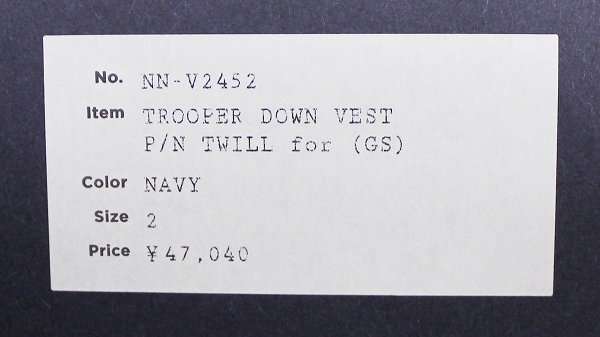 No. NN-V2452
Item TROOPER DOWN VEST
P/N TWILL for (GS)
Color NAVY
Size 2
Price ¥47,040